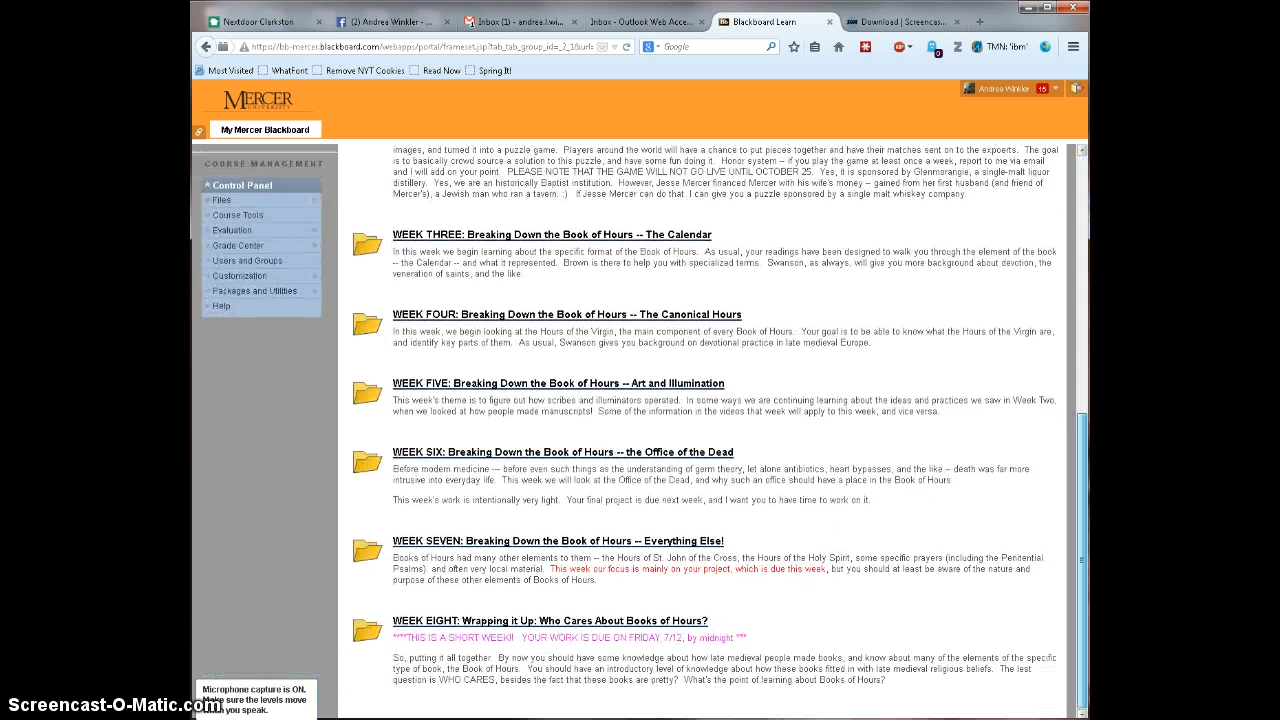 Nextdoor Clarkston
(2) Andrea Winkler - ...
Inbox (1) - andrea.l.wi...
Inbox - Outlook Web Acce...
Blackboard Learn
Download | Screencas...
https://bb-mercer.blackboard.com/webapps/portal/frameset.jsp?tab_tab_group_id=_2_1&url=
Google
TMN: 'ibm'
Most Visited
WhatFont
Remove NYT Cookies
Read Now
Spring It!
MERCER
UNIVERSITY
Andrea Winkler
15
My Mercer Blackboard
COURSE MANAGEMENT
Control Panel
Files
Course Tools
Evaluation
Grade Center
Users and Groups
Customization
Packages and Utilities
Help
images, and turned it into a puzzle game. Players around the world will have a chance to put pieces together and have their matches sent on to the expoerts. The goal
is to basically crowd source a solution to this puzzle, and have some fun doing it. Honor system -- if you play the game at least once a week, report to me via email
and I will add on your point. PLEASE NOTE THAT THE GAME WILL NOT GO LIVE UNTIL OCTOBER 25. Yes, it is sponsored by Glenmorangie, a single-malt liquor
distillery. Yes, we are an historically Baptist institution. However, Jesse Mercer financed Mercer with his wife's money -- gained from her first husband (and friend of
Mercer's), a Jewish man who ran a tavern. :) If Jesse Mercer can do that. I can give you a puzzle sponsored by a single malt whiskey company.
WEEK THREE: Breaking Down the Book of Hours -- The Calendar
In this week we begin learning about the specific format of the Book of Hours. As usual, your readings have been designed to walk you through the element of the book
-- the Calendar -- and what it represented. Brown is there to help you with specialized terms. Swanson, as always, will give you more background about devotion, the
veneration of saints, and the like.
WEEK FOUR: Breaking Down the Book of Hours -- The Canonical Hours
In this week, we begin looking at the Hours of the Virgin, the main component of every Book of Hours. Your goal is to be able to know what the Hours of the Virgin are,
and identify key parts of them. As usual, Swanson gives you background on devotional practice in late medieval Europe.
WEEK FIVE: Breaking Down the Book of Hours -- Art and Illumination
This week's theme is to figure out how scribes and illuminators operated. In some ways we are continuing learning about the ideas and practices we saw in Week Two,
when we looked at how people made manuscripts! Some of the information in the videos that week will apply to this week, and vice versa.
WEEK SIX: Breaking Down the Book of Hours -- the Office of the Dead
Before modern medicine --- before even such things as the understanding of germ theory, let alone antibiotics, heart bypasses, and the like -- death was far more
intrusive into everyday life. This week we will look at the Office of the Dead, and why such an office should have a place in the Book of Hours
This week's work is intentionally very light. Your final project is due next week, and I want you to have time to work on it.
WEEK SEVEN: Breaking Down the Book of Hours -- Everything Else!
Books of Hours had many other elements to them -- the Hours of St. John of the Cross, the Hours of the Holy Spirit, some specific prayers (including the Penitential
Psalms). and often very local material. This week our focus is mainly on your project, which is due this week, but you should at least be aware of the nature and
purpose of these other elements of Books of Hours.
WEEK EIGHT: Wrapping it Up: Who Cares About Books of Hours?
****THIS IS A SHORT WEEK!! YOUR WORK IS DUE ON FRIDAY, 7/12, by midnight ***
So, putting it all together. By now you should have some knowledge about how late medieval people made books, and know about many of the elements of the specific
type of book, the Book of Hours. You should have an introductory level of knowledge about how these books fitted in with late medieval religious beliefs. The lest
question is WHO CARES, besides the fact that these books are pretty? What's the point of learning about Books of Hours?
Microphone capture is ON.
Make sure the levels move
you speak.
Screencast-O-Matic.com